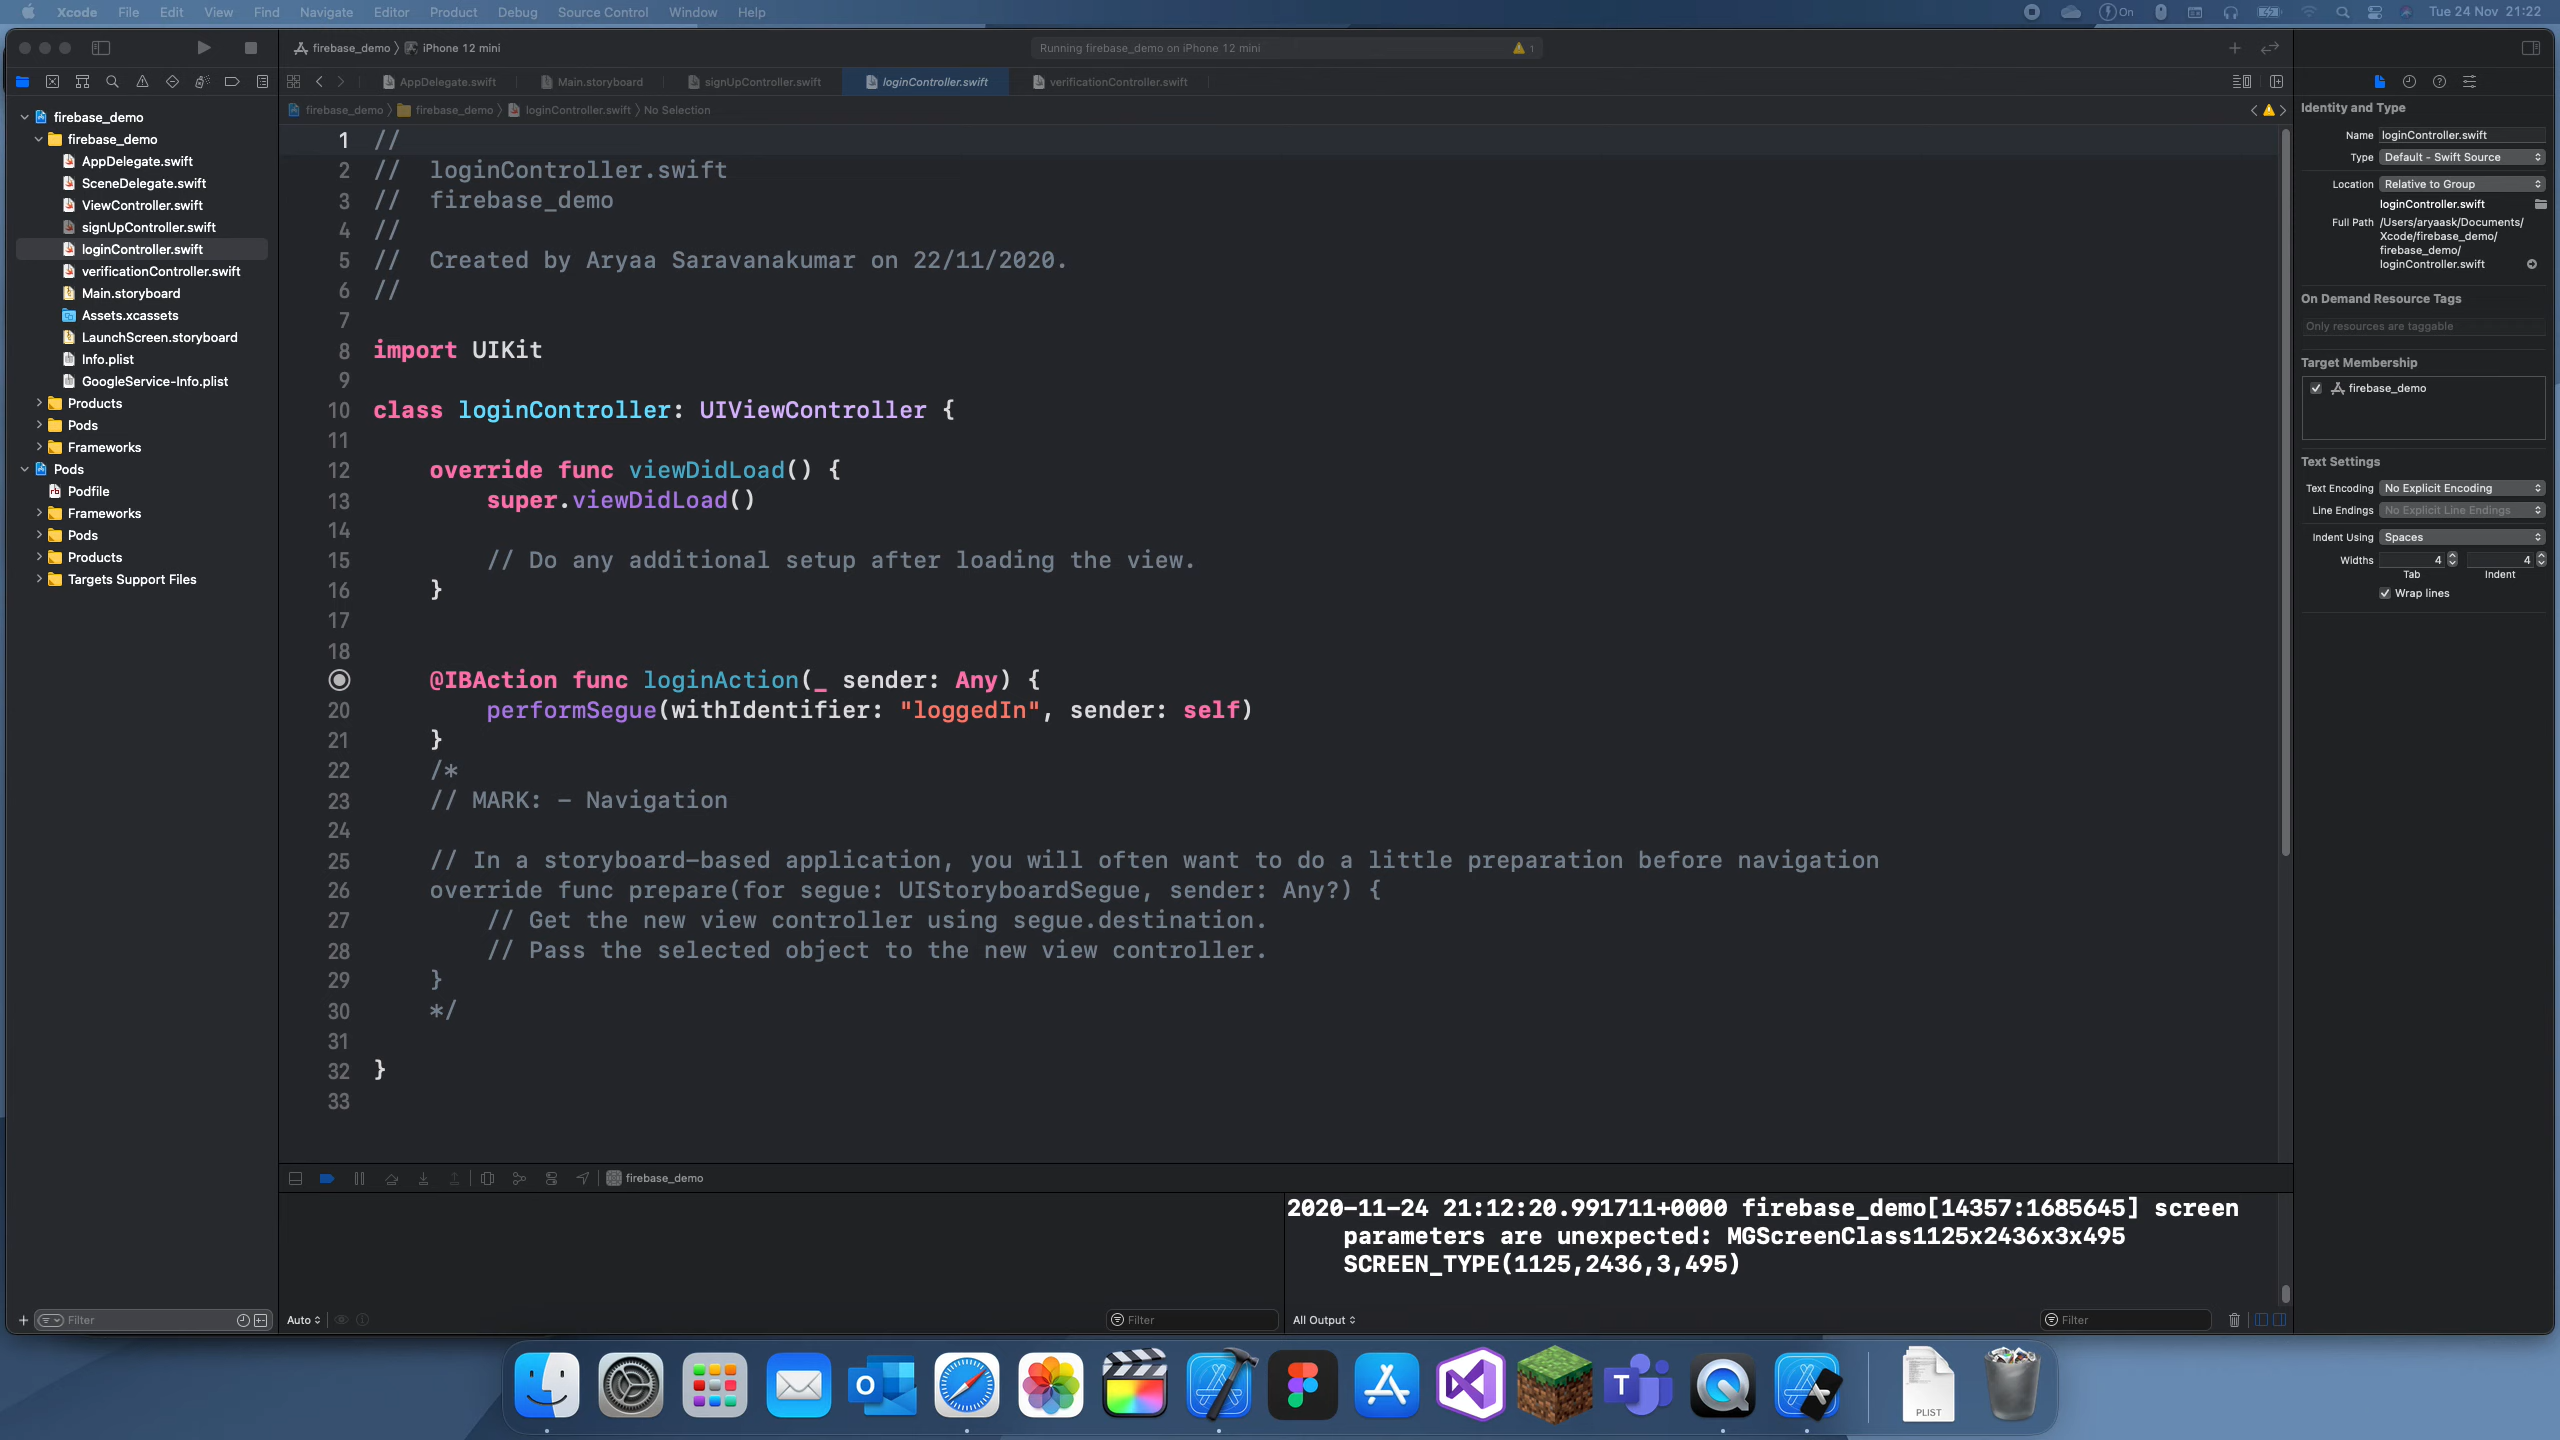 Xcode File Edit View Find Navigate Editor Product Debug Source Control Window Help
On
Tue 24 Nov 21:22
firebase_demo
iPhone 12 mini
Running firebase_demo on iPhone 12 mini
1
AppDelegate.swift
Main.storyboard
signUpController.swift
loginController.swift
verificationController.swift
firebase_demo
firebase_demo
loginController.swift
No Selection
firebase_demo
firebase_demo
AppDelegate.swift
SceneDelegate.swift
ViewController.swift
signUpController.swift
loginController.swift
verificationController.swift
Main.storyboard
Assets.xcassets
LaunchScreen.storyboard
Info.plist
GoogleService-Info.plist
Products
Pods
Frameworks
Pods
Podfile
Frameworks
Pods
Products
Targets Support Files
Filter
1 //
2 //  loginController.swift
3 //  firebase_demo
4 //
5 //  Created by Aryaa Saravanakumar on 22/11/2020.
6 //
7
8 import UIKit
9
10 class loginController: UIViewController {
11
12     override func viewDidLoad() {
13         super.viewDidLoad()
14
15         // Do any additional setup after loading the view.
16     }
17
18
    @IBAction func loginAction(_ sender: Any) {
20         performSegue(withIdentifier: "loggedIn", sender: self)
21     }
22     /*
23     // MARK: - Navigation
24
25     // In a storyboard-based application, you will often want to do a little preparation before navigation
26     override func prepare(for segue: UIStoryboardSegue, sender: Any?) {
27         // Get the new view controller using segue.destination.
28         // Pass the selected object to the new view controller.
29     }
30     */
31
32 }
33
firebase_demo
Auto
Filter
2020-11-24 21:12:20.991711+0000 firebase_demo[14357:1685645] screen
parameters are unexpected: MGScreenClass1125x2436x3x495
SCREEN_TYPE(1125,2436,3,495)
All Output
Filter
Identity and Type
Name loginController.swift
Type Default - Swift Source
Location Relative to Group
loginController.swift
Full Path /Users/aryaask/Documents/
Xcode/firebase_demo/
firebase_demo/
loginController.swift
On Demand Resource Tags
Only resources are taggable
Target Membership
firebase_demo
Text Settings
Text Encoding No Explicit Encoding
Line Endings No Explicit Line Endings
Indent Using Spaces
Widths 4 4
Tab Indent
Wrap lines
O
T
PLIST